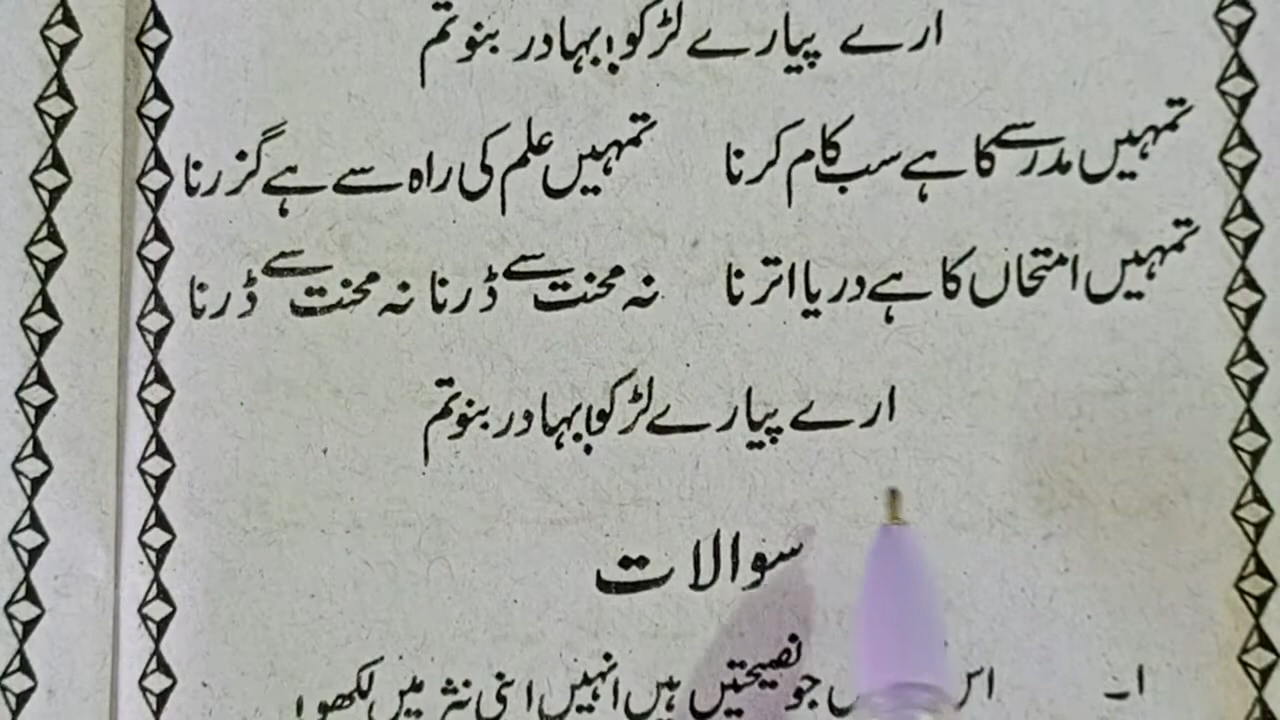 ارے پیارے لڑکو! بہادر بنو تم
تمہیں مدرسے کا ہے سب کام کرنا تمہیں علم کی راہ سے ہے گزرنا
تمہیں امتحاں کا ہے دریا اترنا نہ محنت سے ڈرنا نہ محنت سے ڈرنا
ارے پیارے لڑکو! بہادر بنو تم
سوالات
۱۔ اس جو نصیحتیں ہیں انہیں اپنی نثر میں لکھو۔